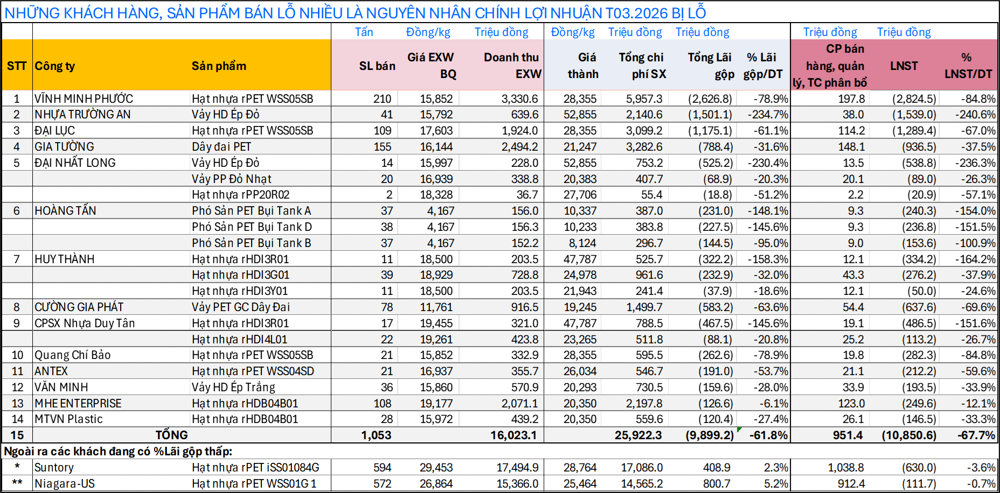 NHỮNG KHÁCH HÀNG, SẢN PHẨM BÁN LỖ NHIỀU LÀ NGUYÊN NHÂN CHÍNH LỢI NHUẬN T03.2026 BỊ LỖ
Tấn Đồng/kg Triệu đồng Đồng/kg Triệu đồng Triệu đồng Triệu đồng Triệu đồng
STT Công ty Sản phẩm SL bán Giá EXW BQ Doanh thu EXW Giá thành Tổng chi phí SX Tổng Lãi gộp % Lãi gộp/DT CP bán hàng, quản lý, TC phân bổ LNST % LNST/DT
1 VĨNH MINH PHƯỚC Hạt nhựa rPET WSS05SB 210 15,852 3,330.6 28,355 5,957.3 (2,626.8) -78.9% 197.8 (2,824.5) -84.8%
2 NHỰA TRƯỜNG AN Vảy HD Ép Đỏ 41 15,792 639.6 52,855 2,140.6 (1,501.1) -234.7% 38.0 (1,539.0) -240.6%
3 ĐẠI LỤC Hạt nhựa rPET WSS05SB 109 17,603 1,924.0 28,355 3,099.2 (1,175.1) -61.1% 114.2 (1,289.4) -67.0%
4 GIA TƯỜNG Dây đai PET 155 16,144 2,494.2 21,247 3,282.6 (788.4) -31.6% 148.1 (936.5) -37.5%
5 ĐẠI NHẤT LONG Vảy HD Ép Đỏ 14 15,997 228.0 52,855 753.2 (525.2) -230.4% 13.5 (538.8) -236.3%
Vảy PP Đỏ Nhạt 20 16,939 338.8 20,383 407.7 (68.9) -20.3% 20.1 (89.0) -26.3%
Hạt nhựa rPP20R02 2 18,328 36.7 27,706 55.4 (18.8) -51.2% 2.2 (20.9) -57.1%
6 HOÀNG TẤN Phó Sản PET Bụi Tank A 37 4,167 156.0 10,337 387.0 (231.0) -148.1% 9.3 (240.3) -154.0%
Phó Sản PET Bụi Tank D 38 4,167 156.3 10,233 383.8 (227.5) -145.6% 9.3 (236.8) -151.5%
Phó Sản PET Bụi Tank B 37 4,167 152.2 8,124 296.7 (144.5) -95.0% 9.0 (153.6) -100.9%
7 HUY THÀNH Hạt nhựa rHDI3R01 11 18,500 203.5 47,787 525.7 (322.2) -158.3% 12.1 (334.2) -164.2%
Hạt nhựa rHDI3G01 39 18,929 728.8 24,978 961.6 (232.9) -32.0% 43.3 (276.2) -37.9%
Hạt nhựa rHDI3Y01 11 18,500 203.5 21,943 241.4 (37.9) -18.6% 12.1 (50.0) -24.6%
8 CƯỜNG GIA PHÁT Vảy PET GC Dây Đai 78 11,761 916.5 19,245 1,499.7 (583.2) -63.6% 54.4 (637.6) -69.6%
9 CPSX Nhựa Duy Tân Hạt nhựa rHDI3R01 17 19,455 321.0 47,787 788.5 (467.5) -145.6% 19.1 (486.5) -151.6%
Hạt nhựa rHDI4L01 22 19,261 423.8 23,265 511.8 (88.1) -20.8% 25.2 (113.2) -26.7%
10 Quang Chí Bảo Hạt nhựa rPET WSS05SB 21 15,852 332.9 28,355 595.5 (262.6) -78.9% 19.8 (282.3) -84.8%
11 ANTEX Hạt nhựa rPET WSS04SD 21 16,937 355.7 26,034 546.7 (191.0) -53.7% 21.1 (212.2) -59.6%
12 VĂN MINH Vảy HD Ép Trắng 36 15,860 570.9 20,293 730.5 (159.6) -28.0% 33.9 (193.5) -33.9%
13 MHE ENTERPRISE Hạt nhựa rHDB04B01 108 19,177 2,071.1 20,350 2,197.8 (126.6) -6.1% 123.0 (249.6) -12.1%
14 MTVN Plastic Hạt nhựa rHDB04B01 28 15,972 439.2 20,350 559.6 (120.4) -27.4% 26.1 (146.5) -33.3%
15 TỔNG 1,053 16,023.1 25,922.3 (9,899.2) -61.8% 951.4 (10,850.6) -67.7%
Ngoài ra các khách đang có %Lãi gộp thấp:
* Suntory Hạt nhựa rPET iSS01084G 594 29,453 17,494.9 28,764 17,086.0 408.9 2.3% 1,038.8 (630.0) -3.6%
** Niagara-US Hạt nhựa rPET WSS01G 1 572 26,864 15,366.0 25,464 14,565.2 800.7 5.2% 912.4 (111.7) -0.7%